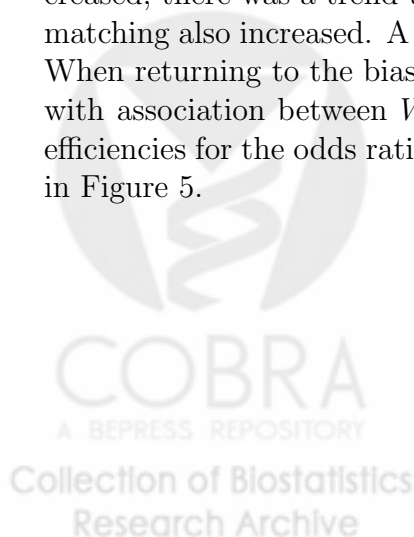 creased, there was a trend
matching also increased. A
When returning to the bias
with association between
efficiencies for the odds rati
in Figure 5.
COBRA
A BEPRESS REPOSITORY
Collection of Biostatistics
Research Archive